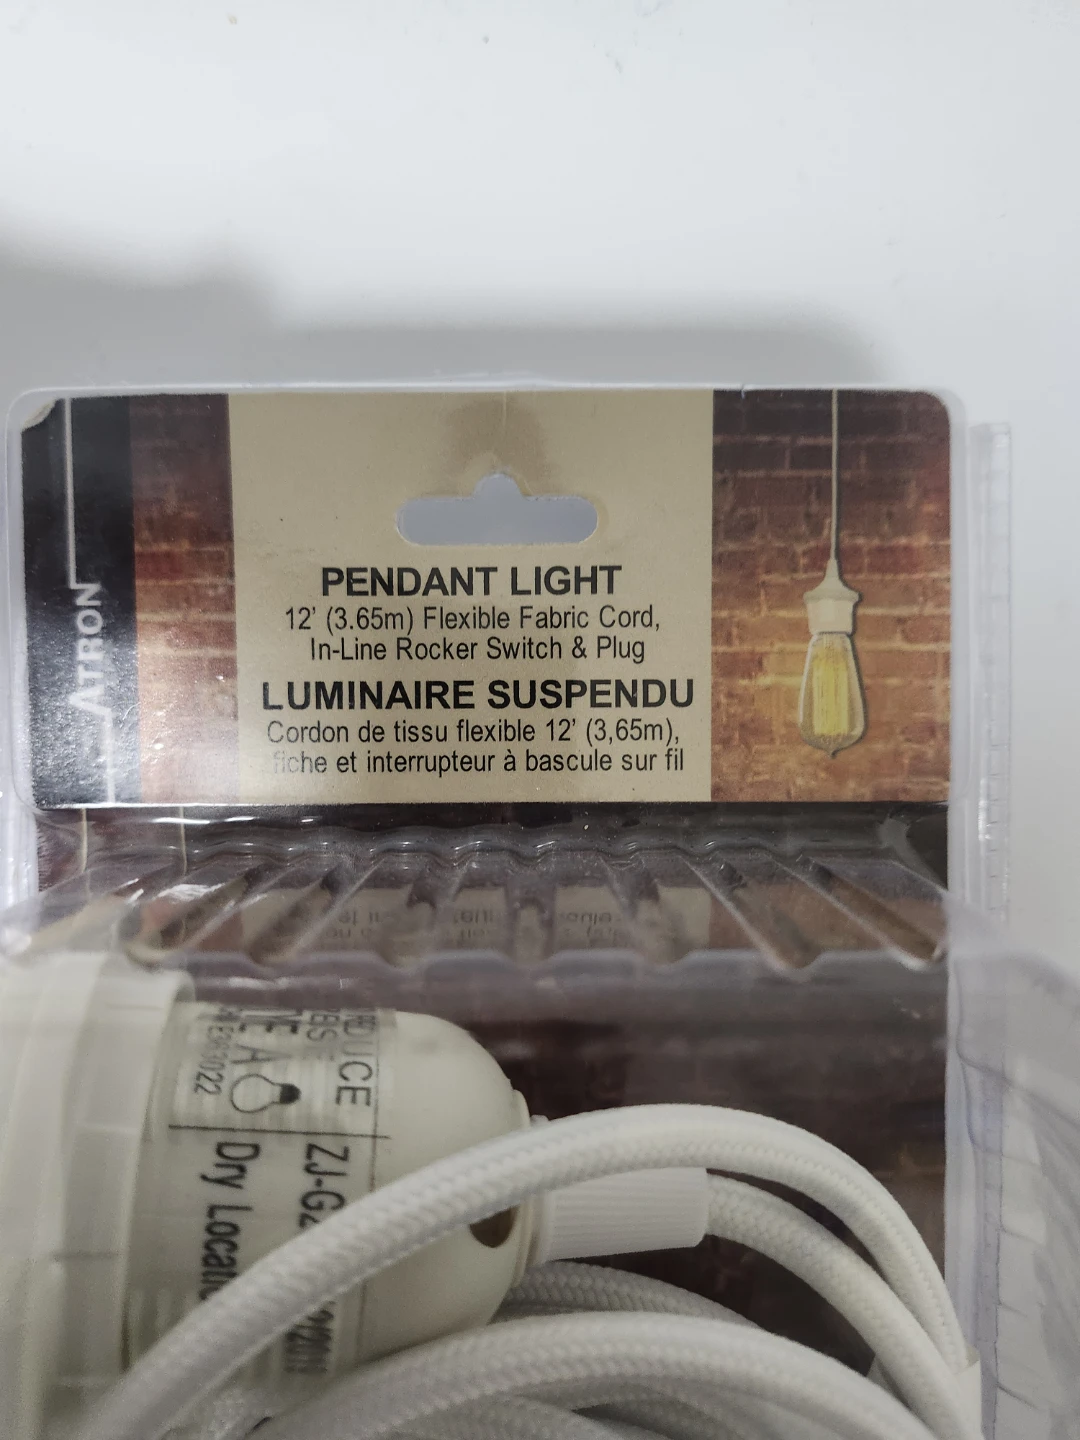 ATRON
PENDANT LIGHT
12' (3.65m) Flexible Fabric Cord,
In-Line Rocker Switch & Plug
LUMINAIRE SUSPENDU
Cordon de tissu flexible 12' (3,65m),
fiche et interrupteur à bascule sur fil
REDUCE
A
Dry